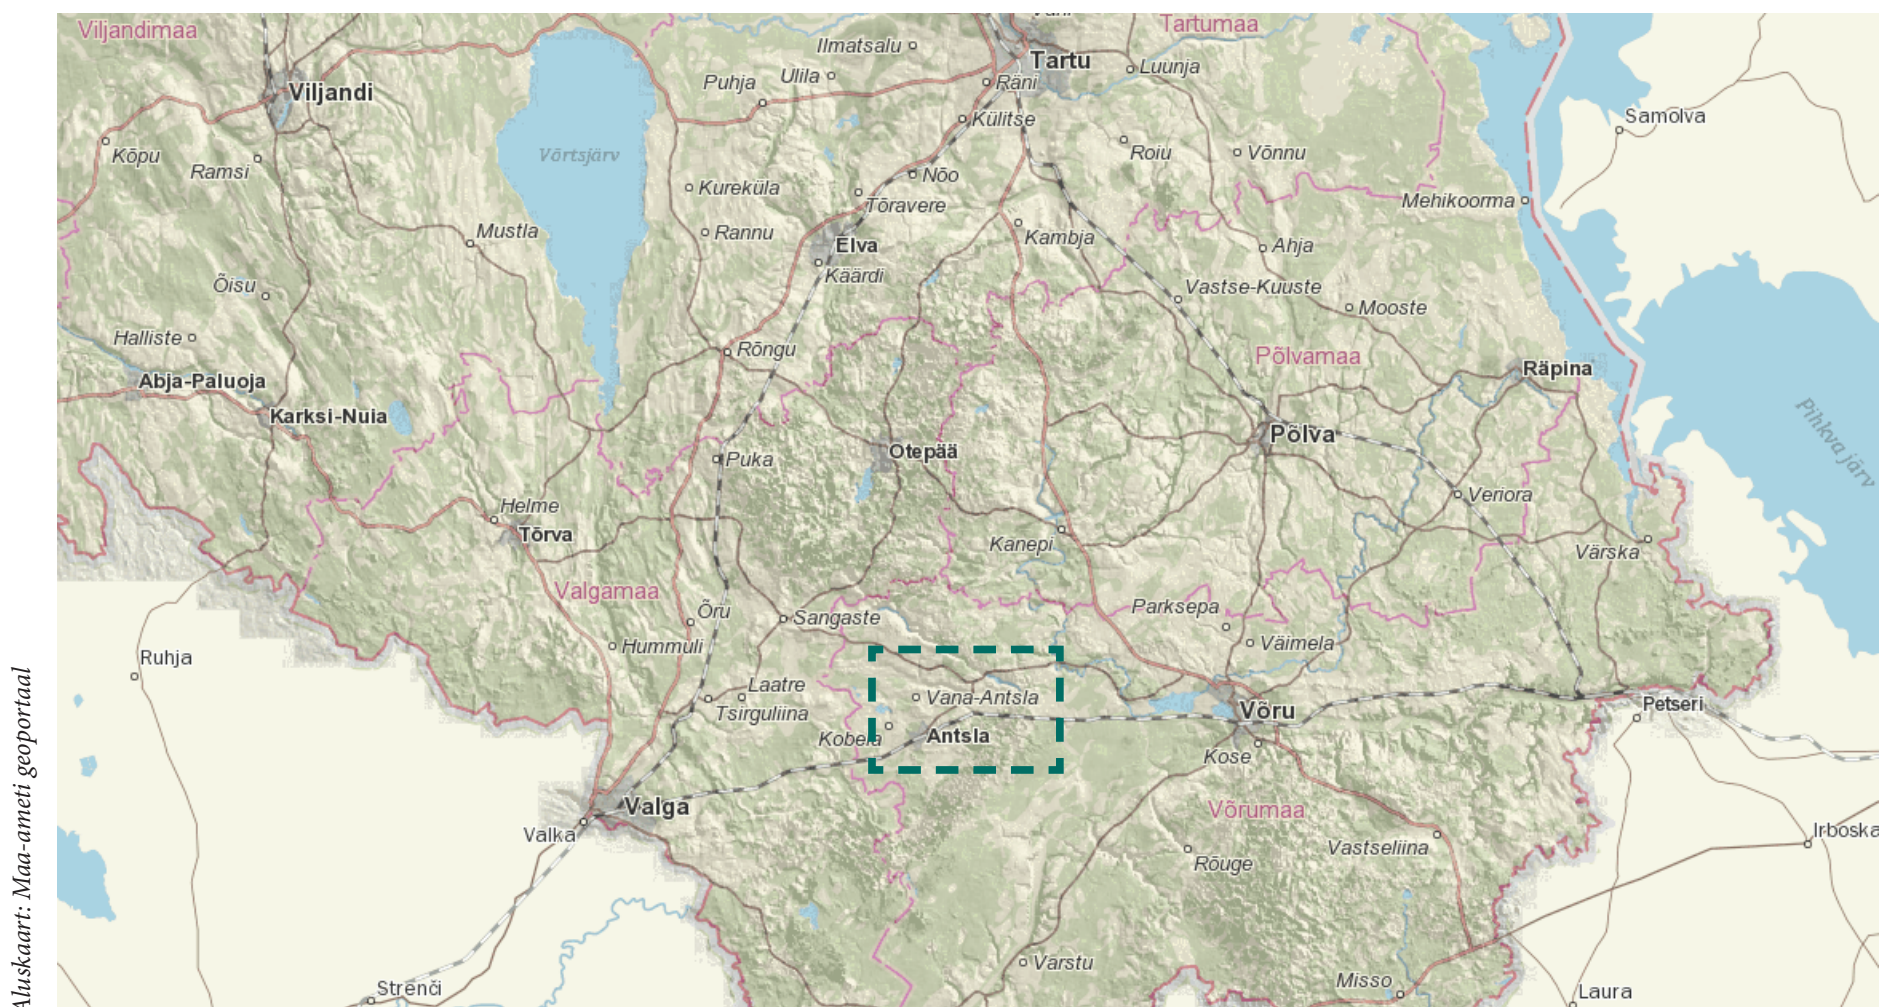 Viljandimaa
Tartumaa
Ilmatsalu
Tartu
Puhja
Ulila
Räni
Luunja
Viljandi
Samolva
Külitse
Kõpu
Ramsi
Võrtsjärv
Roiu
Võnnu
Kureküla
Nõo
Tõravere
Mehikoorma
Mustla
Rannu
Elva
Kambja
Ahja
Käärdi
Õisu
Vastse-Kuuste
Mooste
Halliste
Rõngu
Põlvamaa
Räpina
Abja-Paluoja
Karksi-Nuia
Põlva
Pihkva järv
Otepää
Puka
Veriora
Helme
Tõrva
Kanepi
Värska
Valgamaa
Õru
Sangaste
Parksepa
Hummuli
Väimela
Ruhja
Laatre
Tsirguliina
Vana-Antsla
Petseri
Kobela
Antsla
Võru
Kose
Valga
Valka
Võrumaa
Irboska
Vastseliina
Rõuge
Varstu
Misso
Strenči
Laura
Aluskaart: Maa-ameti geoportaal